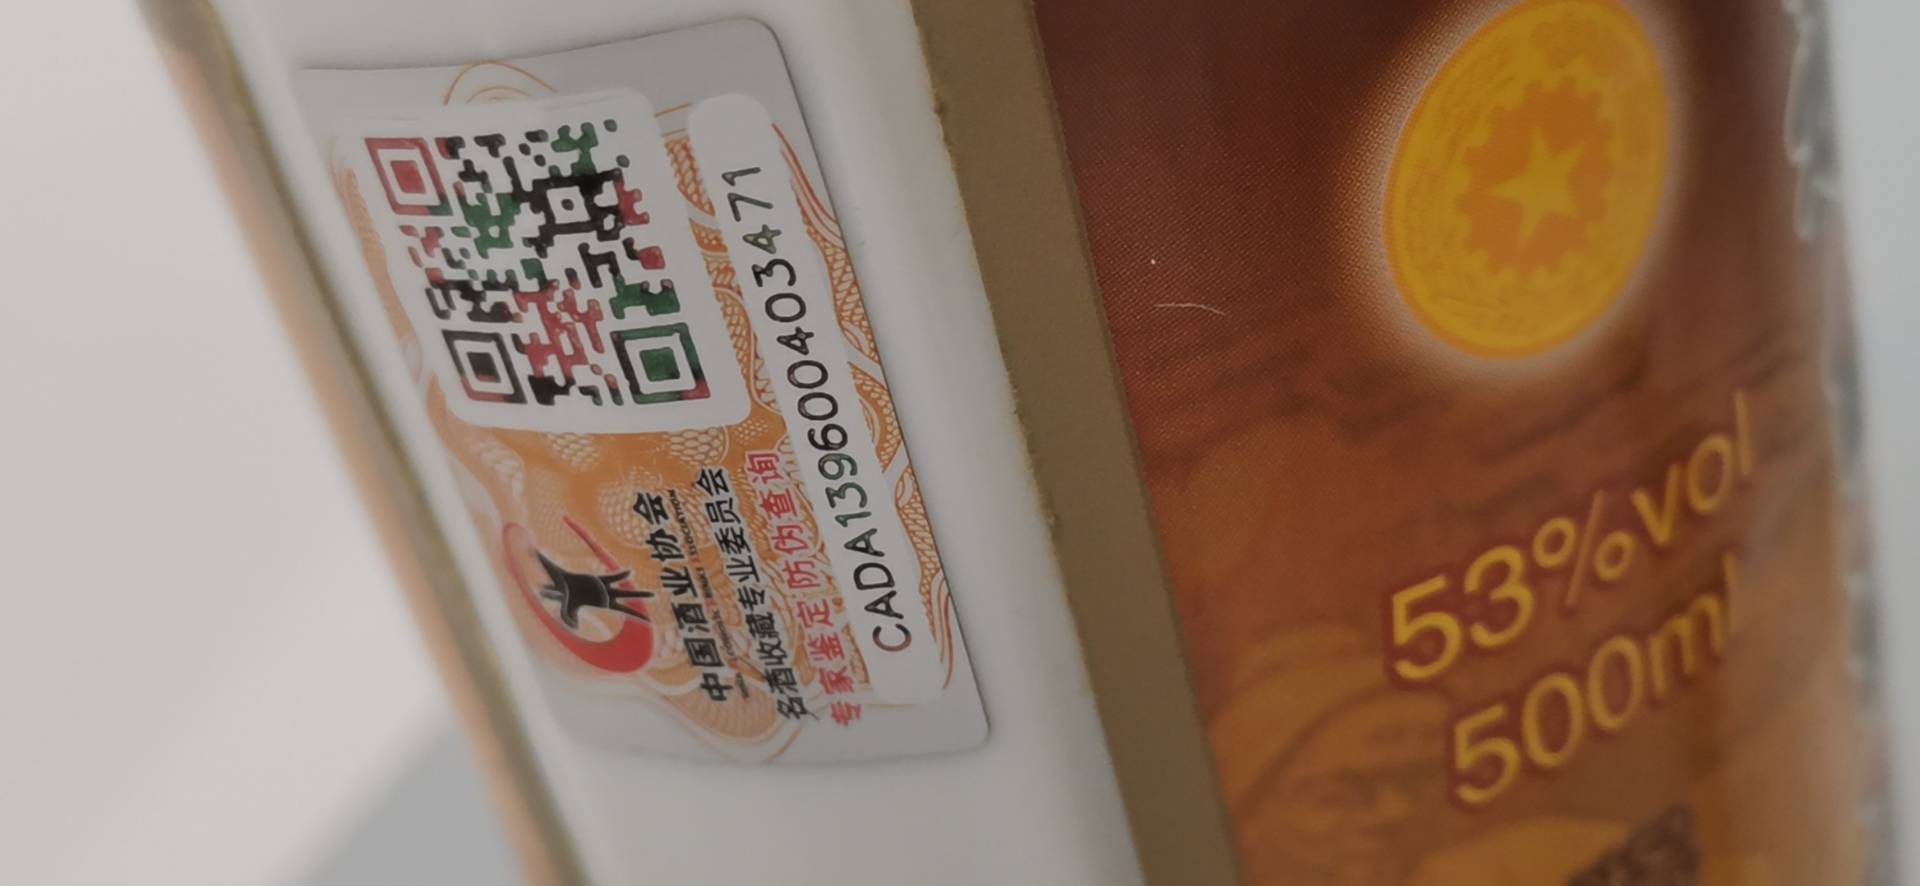 中国酒业协会
名酒收藏专业委员会
专家鉴定 防伪查询
CADA1396004034 71
53%vol
500ml